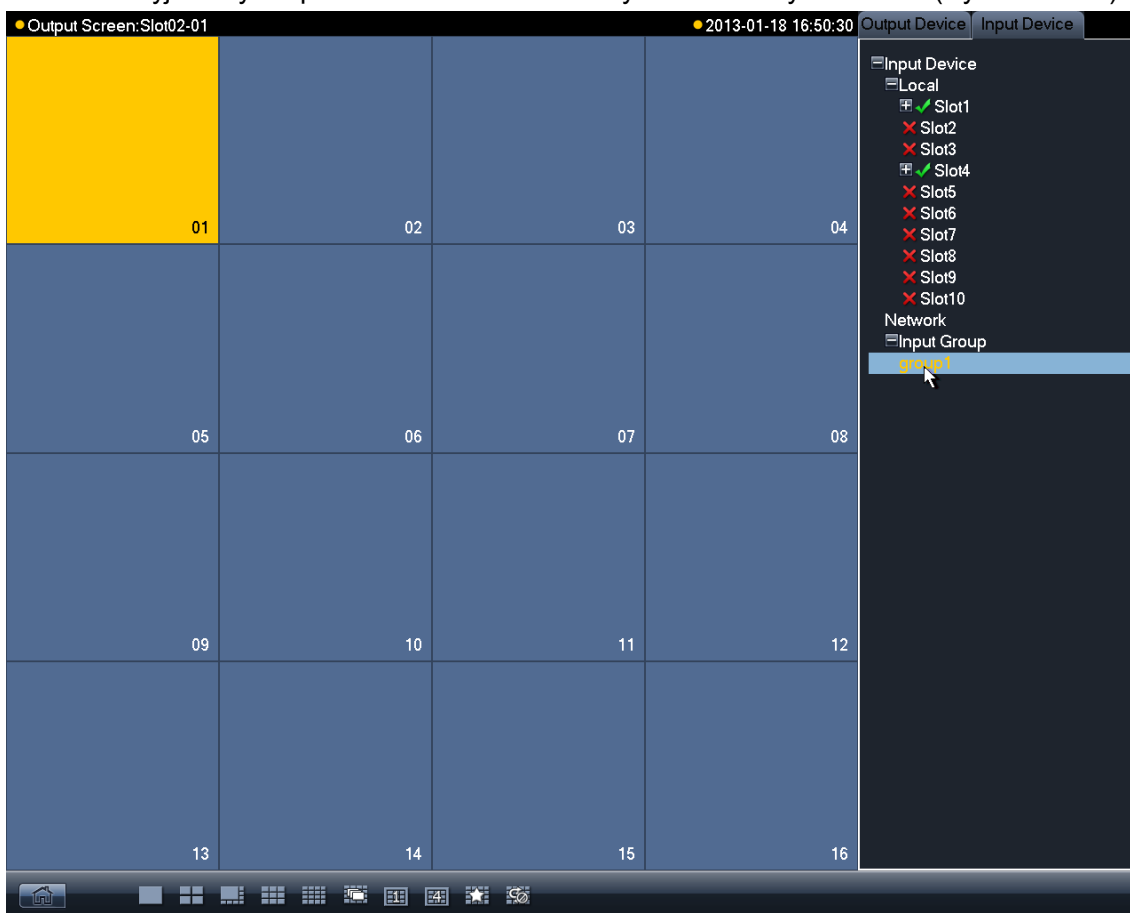 Output Screen:Slot02-01 2013-01-18 16:50:30 Output Device Input Device
Input Device
Local
Slot1
Slot2
Slot3
Slot4
Slot5
Slot6
Slot7
Slot8
Slot9
Slot10
Network
Input Group
group1
01 02 03 04
05 06 07 08
09 10 11 12
13 14 15 16
1 4